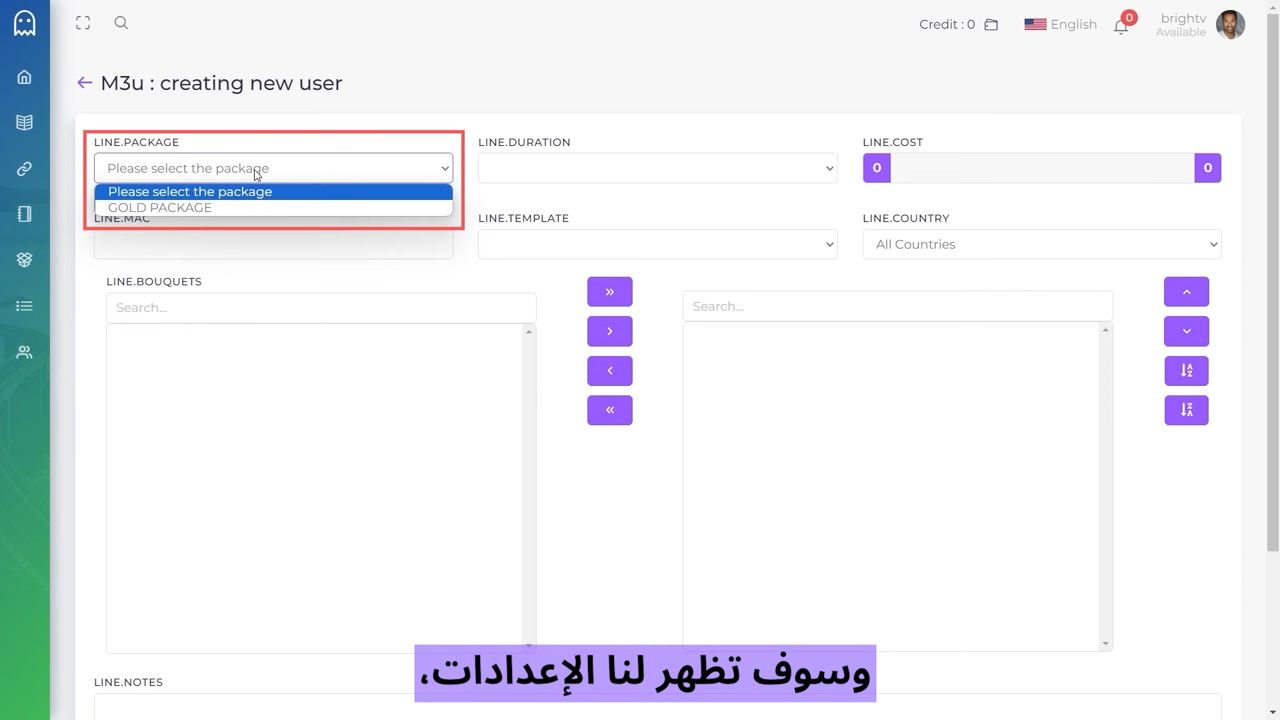 Credit : 0
English
0
brightv
Available
M3u : creating new user
LINE.PACKAGE
LINE.DURATION
LINE.COST
Please select the package
0
0
Please select the package
GOLD PACKAGE
LINE.MAC
LINE.TEMPLATE
LINE.COUNTRY
All Countries
LINE.BOUQUETS
Search...
Search...
وسوف تظهر لنا الإعدادات،
LINE.NOTES